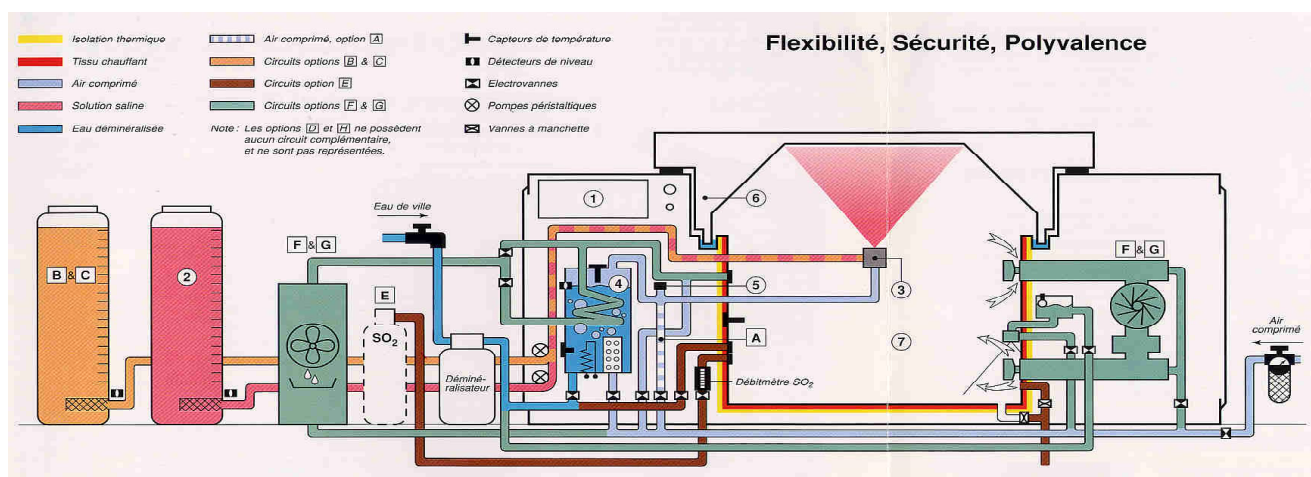 Flexibilité, Sécurité, Polyvalence
Isolation thermique
Tissu chauffant
Air comprimé
Solution saline
Eau déminéralisée
Air comprimé, option A
Circuits options B & C
Circuits option E
Circuits options F & G
Note : Les options D et H ne possèdent
aucun circuit complémentaire,
et ne sont pas représentées.
Capteurs de température
Détecteurs de niveau
Electrovannes
Pompes péristaltiques
Vannes à manchette
Eau de ville
1
6
F & G
F & G
B & C
2
E
SO2
4
5
3
A
7
Air
comprimé
Déminé-
ralisateur
Débitmètre SO2